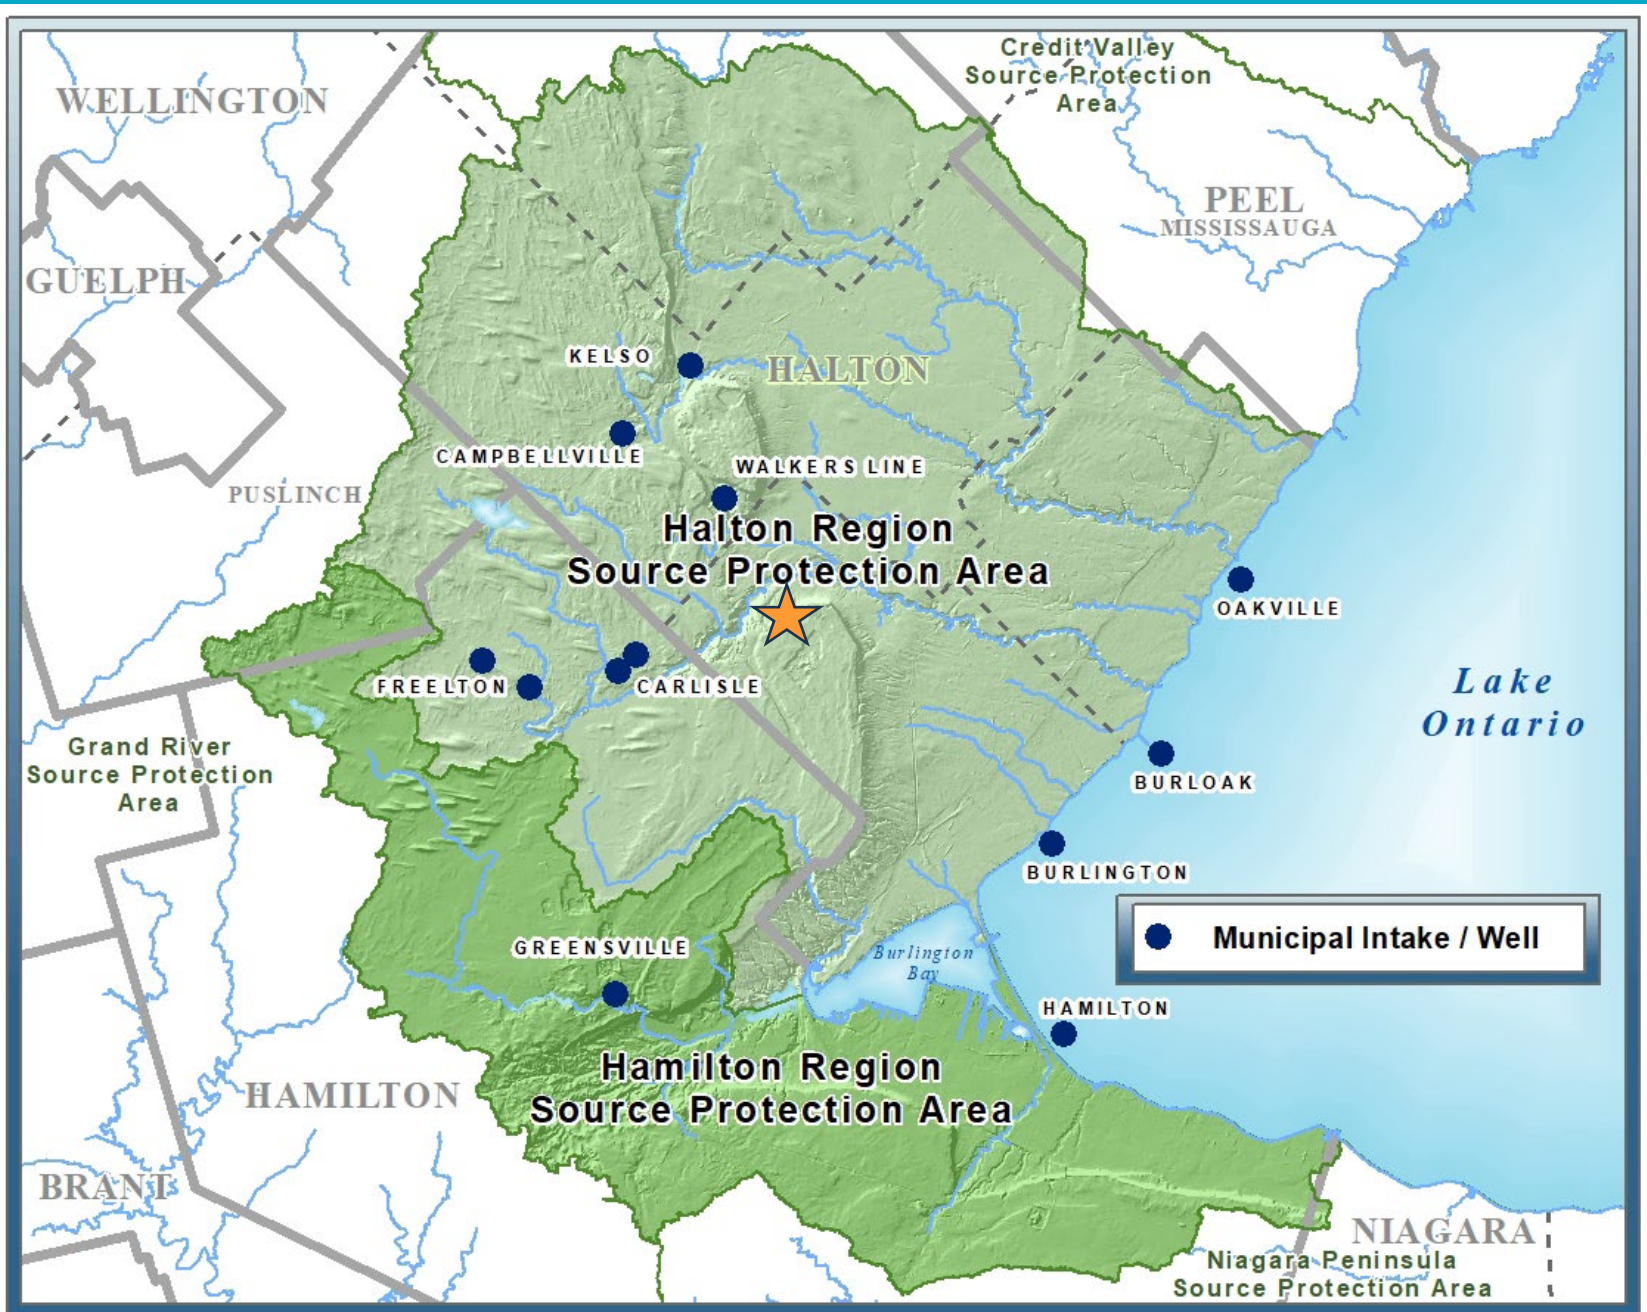 Credit Valley
Source Protection
Area
WELLINGTON
PEEL
MISSISSAUGA
GUELPH
KELSO
HALTON
CAMPBELLVILLE
WALKERS LINE
PUSLINCH
Halton Region
Source Protection Area
OAKVILLE
FREELTON
CARLISLE
Lake
Ontario
Grand River
Source Protection
Area
BURLOAK
BURLINGTON
GREENSVILLE
Burlington
Bay
Municipal Intake / Well
HAMILTON
Hamilton Region
Source Protection Area
HAMILTON
BRANT
NIAGARA
Niagara Peninsula
Source Protection Area